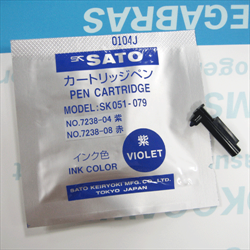 0104J
SK SATO
カートリッジペン
PEN CARTRIDGE
MODEL:SK051-079
NO.7238-04 紫
NO.7238-08 赤
インク色
INK COLOR
紫
VIOLET
SATO KEIRYOKI MFG.CO.,LTD.
TOKYO JAPAN
MEGABRAS